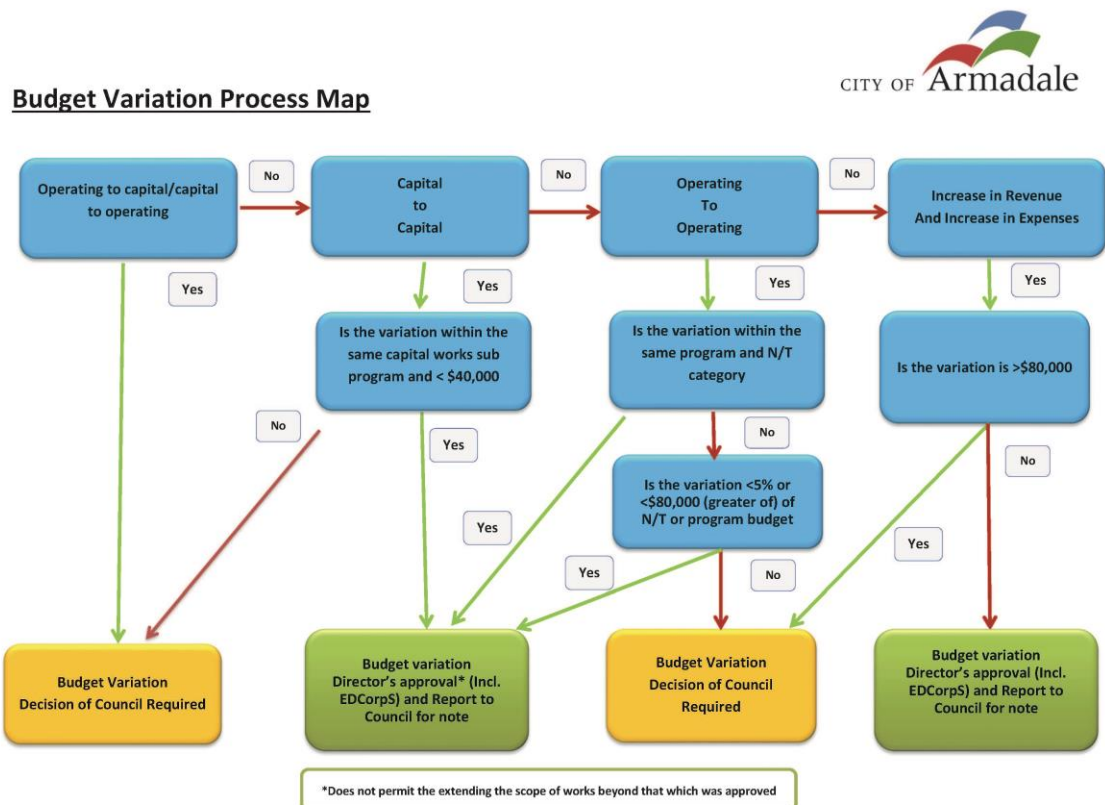 CITY OF Armadale
Budget Variation Process Map
Operating to capital/capital
to operating
No
Capital
to
Capital
No
Operating
To
Operating
No
Increase in Revenue
And Increase in Expenses
Yes
Yes
Yes
Yes
Is the variation within the
same capital works sub
program and < $40,000
Is the variation within the
same program and N/T
category
Is the variation is >$80,000
No
Yes
No
No
Is the variation <5% or
<$80,000 (greater of) of
N/T or program budget
Yes
Yes
Yes
No
Budget Variation
Decision of Council Required
Budget variation
Director's approval* (Incl.
EDCorpS) and Report to
Council for note
Budget Variation
Decision of Council
Required
Budget variation
Director's approval (Incl.
EDCorpS) and Report to
Council for note
*Does not permit the extending the scope of works beyond that which was approved